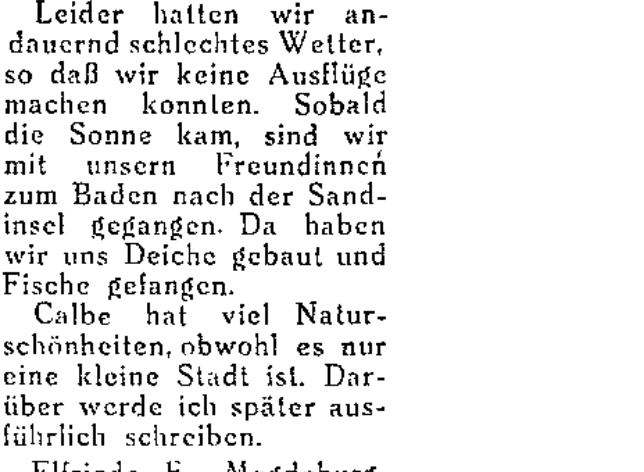 Leider hatten wir an-
dauernd schlechtes Wetter,
so daß wir keine Ausflüge
machen konnten. Sobald
die Sonne kam, sind wir
mit unsern Freundinnen
zum Baden nach der Sand-
insel gegangen. Da haben
wir uns Deiche gebaut und
Fische gefangen.
Calbe hat viel Natur-
schönheiten, obwohl es nur
eine kleine Stadt ist. Dar-
über werde ich später aus-
führlich schreiben.